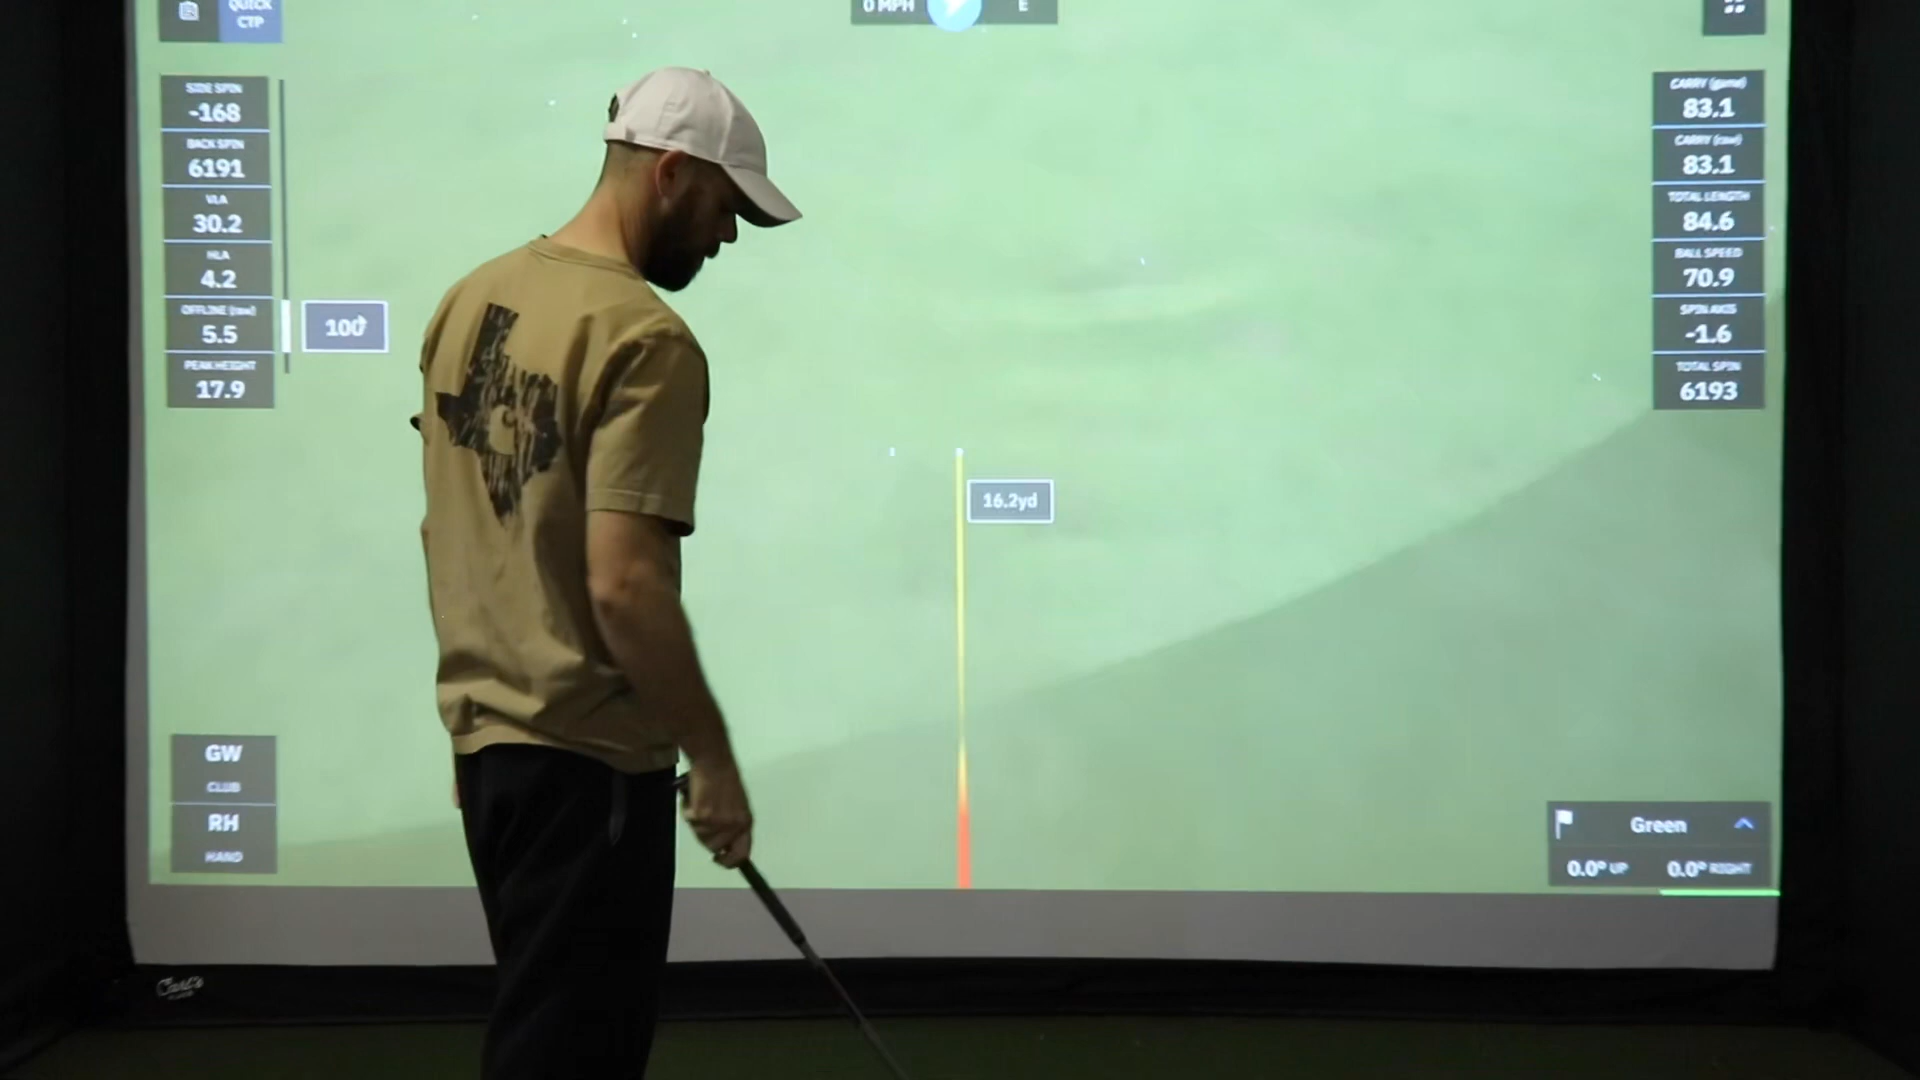 QUICK
CTP
0 MPH
E
SIDE SPIN
-168
BACK SPIN
6191
VLA
30.2
HLA
4.2
OFFLINE (raw)
5.5
PEAK HEIGHT
17.9
100
CARRY (game)
83.1
CARRY (raw)
83.1
TOTAL LENGTH
84.6
BALL SPEED
70.9
SPIN AXIS
-1.6
TOTAL SPIN
6193
16.2yd
GW
CLUB
RH
HAND
Green
0.0° UP 0.0° RIGHT
Carl's